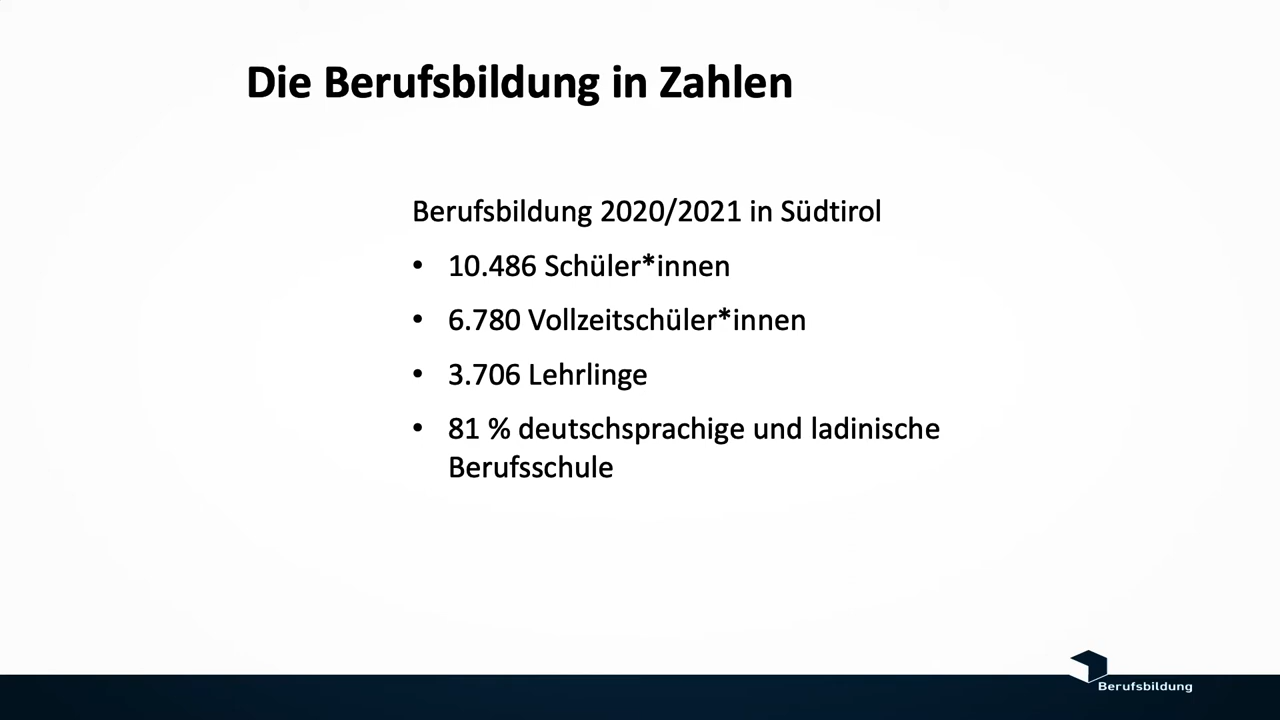 Die Berufsbildung in Zahlen
Berufsbildung 2020/2021 in Südtirol
• 10.486 Schüler*innen
• 6.780 Vollzeitschüler*innen
• 3.706 Lehrlinge
• 81 % deutschsprachige und ladinische
Berufsschule
Berufsbildung